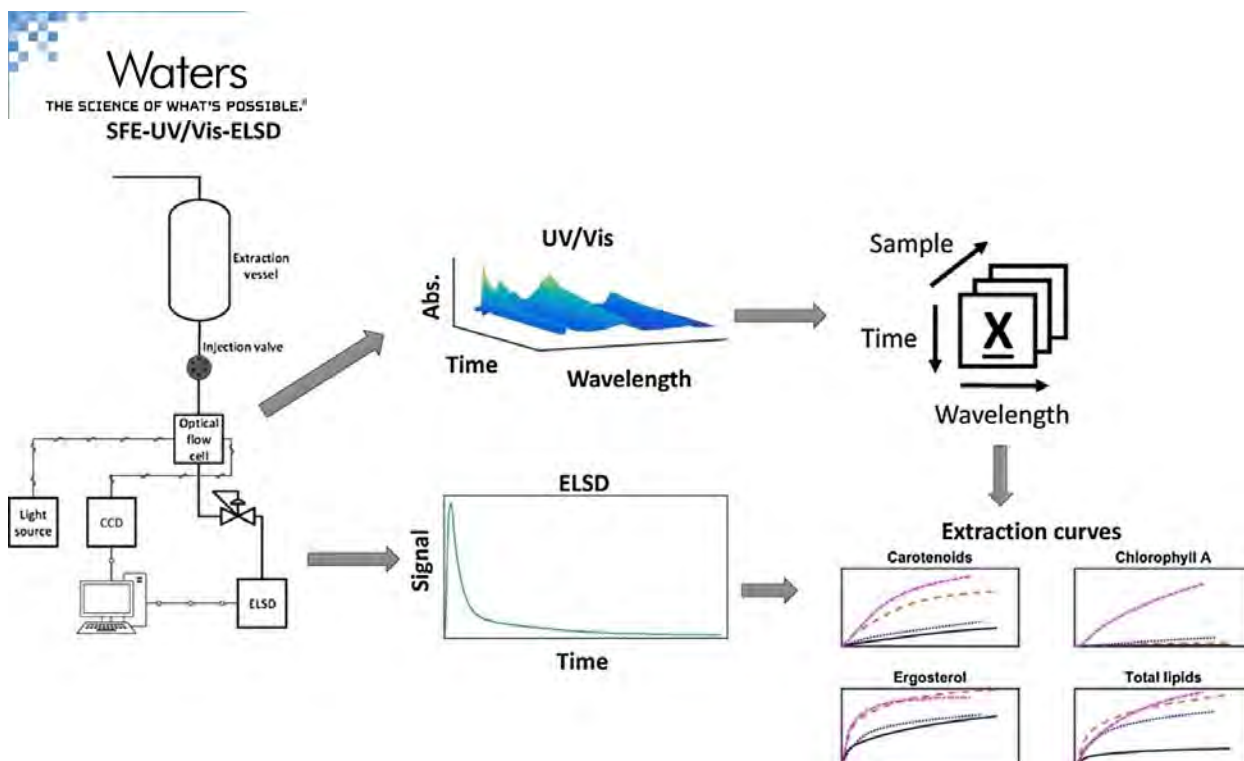 Waters
THE SCIENCE OF WHAT'S POSSIBLE.®
SFE-UV/Vis-ELSD
Extraction
vessel
Injection valve
Optical
flow
cell
Light
source
CCD
ELSD
UV/Vis
Abs.
Time
Wavelength
ELSD
Signal
Time
Sample
Time
X
Wavelength
Extraction curves
Carotenoids
Chlorophyll A
Ergosterol
Total lipids